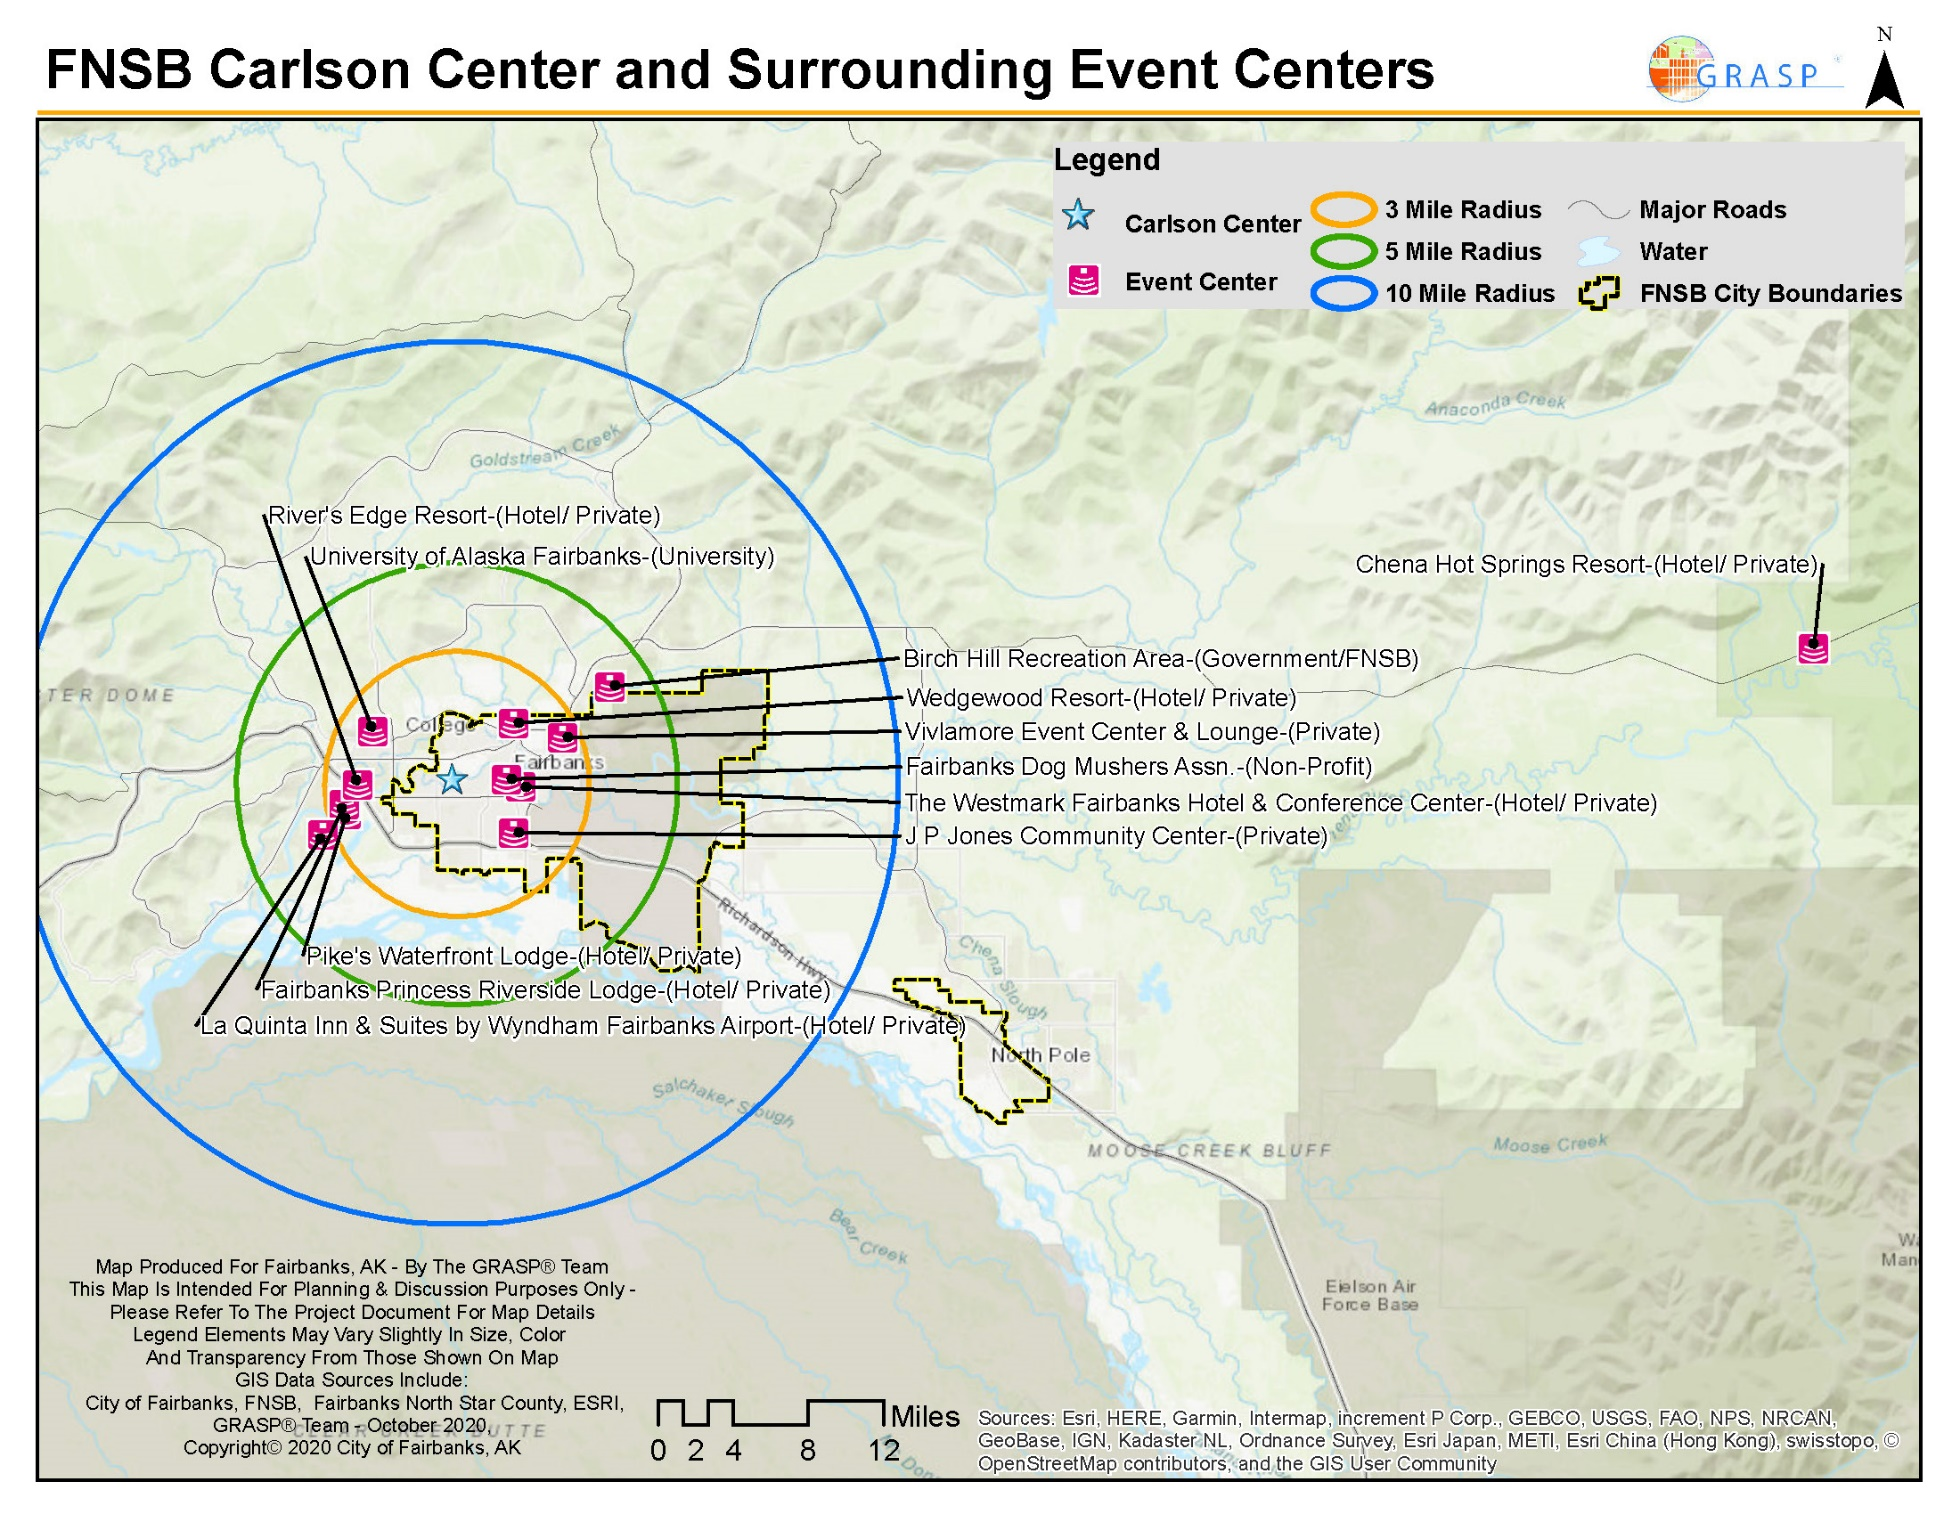 FNSB Carlson Center and Surrounding Event Centers
GRASP
N
Legend
Carlson Center
Event Center
3 Mile Radius
5 Mile Radius
10 Mile Radius
Major Roads
Water
FNSB City Boundaries
Anaconda Creek
Goldstream Creek
River's Edge Resort-(Hotel/ Private)
University of Alaska Fairbanks-(University)
Chena Hot Springs Resort-(Hotel/ Private)
Birch Hill Recreation Area-(Government/FNSB)
TER DOME
Wedgewood Resort-(Hotel/ Private)
College
Vivlamore Event Center & Lounge-(Private)
Fairbanks
Fairbanks Dog Mushers Assn.-(Non-Profit)
The Westmark Fairbanks Hotel & Conference Center-(Hotel/ Private)
J P Jones Community Center-(Private)
Richardson Hwy
Chena Slough
Pike's Waterfront Lodge-(Hotel/ Private)
Fairbanks Princess Riverside Lodge-(Hotel/ Private)
La Quinta Inn & Suites by Wyndham Fairbanks Airport-(Hotel/ Private)
North Pole
Salchaker Slough
MOOSE CREEK BLUFF
Moose Creek
Bear Creek
Eielson Air
Force Base
Man
Map Produced For Fairbanks, AK - By The GRASP® Team
This Map Is Intended For Planning & Discussion Purposes Only -
Please Refer To The Project Document For Map Details
Legend Elements May Vary Slightly In Size, Color
And Transparency From Those Shown On Map
GIS Data Sources Include:
City of Fairbanks, FNSB,  Fairbanks North Star County, ESRI,
GRASP® Team - October 2020,
Copyright© 2020 City of Fairbanks, AK
CLEAR CREEK BUTTE
Miles
0 2 4 8 12
Sources: Esri, HERE, Garmin, Intermap, increment P Corp., GEBCO, USGS, FAO, NPS, NRCAN,
GeoBase, IGN, Kadaster NL, Ordnance Survey, Esri Japan, METI, Esri China (Hong Kong), swisstopo, ©
OpenStreetMap contributors, and the GIS User Community